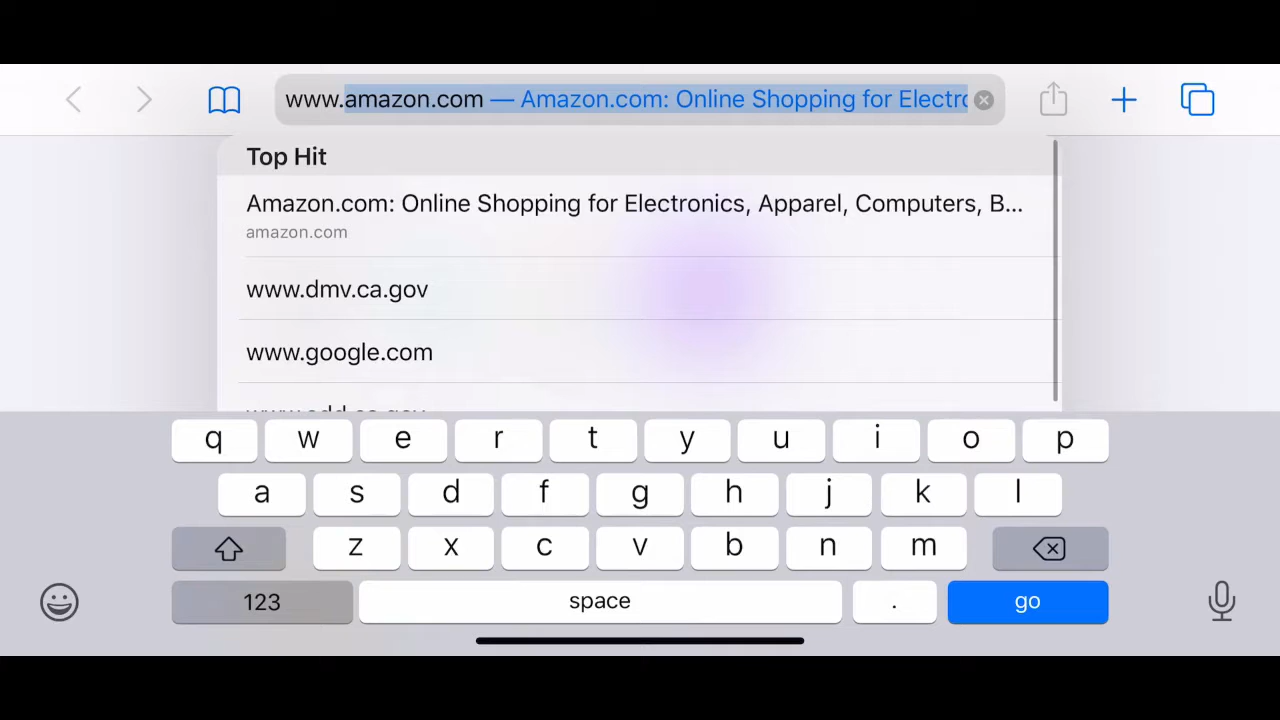 www.amazon.com — Amazon.com: Online Shopping for Electro
Top Hit
Amazon.com: Online Shopping for Electronics, Apparel, Computers, B...
amazon.com
www.dmv.ca.gov
www.google.com
q w e r t y u i o p
a s d f g h j k l
z x c v b n m
123 space . go